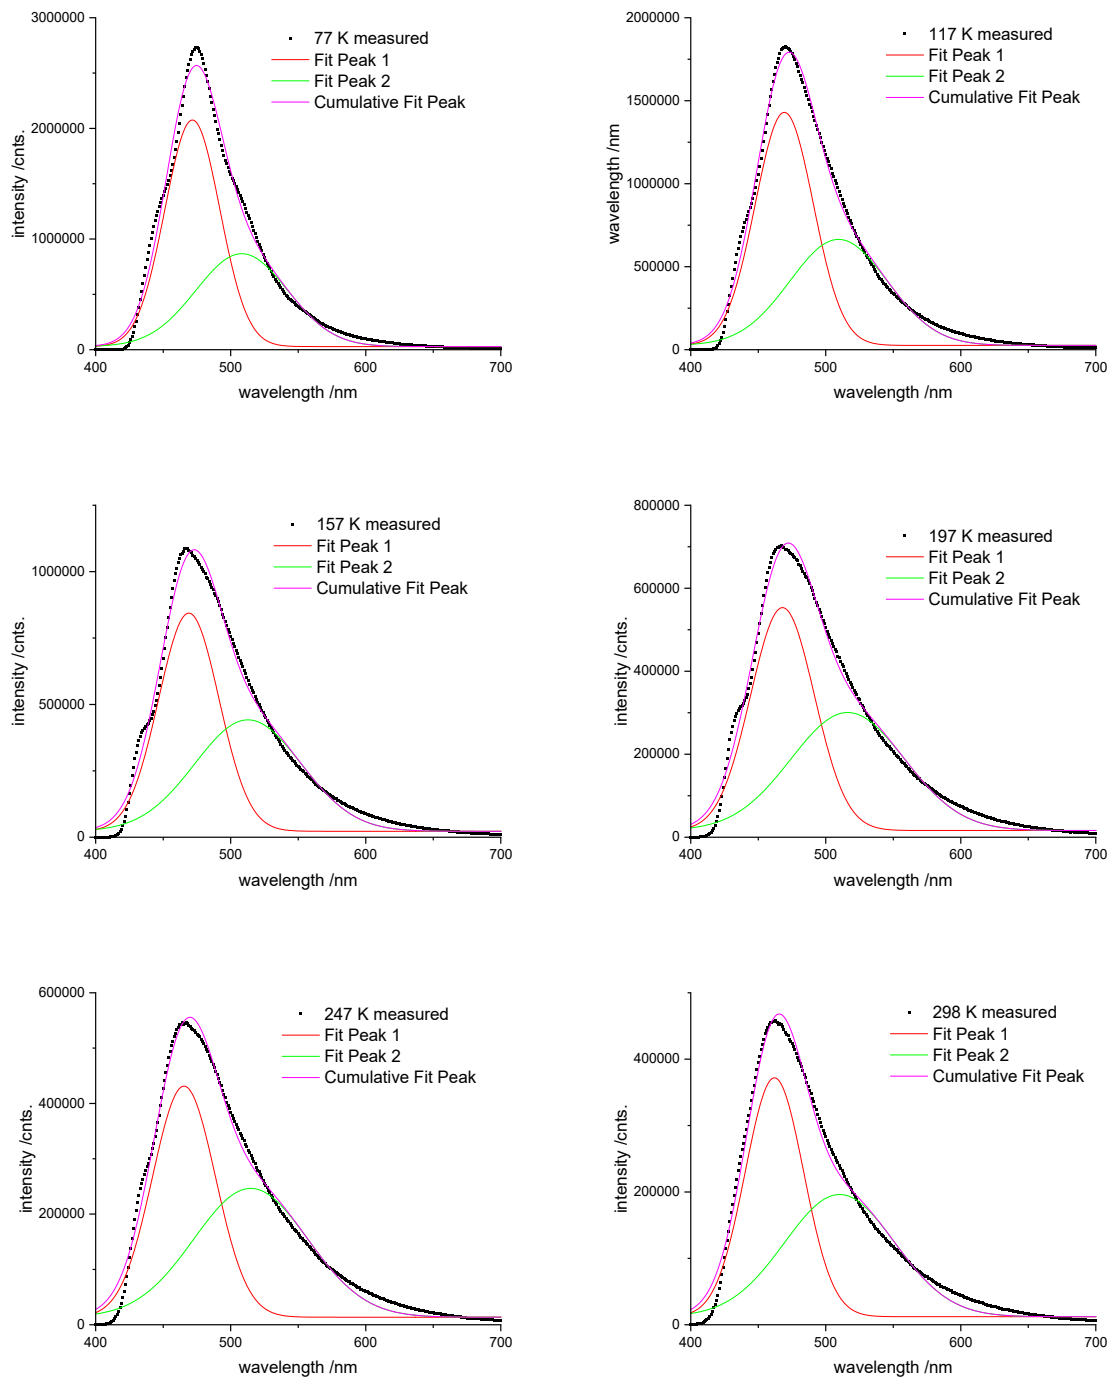 3000000
77 K measured
Fit Peak 1
Fit Peak 2
Cumulative Fit Peak
2000000
1000000
0
intensity /cnts.
400 500 600 700
wavelength /nm
2000000
117 K measured
Fit Peak 1
Fit Peak 2
Cumulative Fit Peak
1500000
1000000
500000
0
wavelength /nm
400 500 600 700
wavelength /nm
157 K measured
Fit Peak 1
Fit Peak 2
Cumulative Fit Peak
1000000
500000
0
intensity /cnts.
400 500 600 700
wavelength /nm
800000
197 K measured
Fit Peak 1
Fit Peak 2
Cumulative Fit Peak
600000
400000
200000
0
intensity /cnts.
400 500 600 700
wavelength /nm
600000
247 K measured
Fit Peak 1
Fit Peak 2
Cumulative Fit Peak
400000
200000
0
intensity /cnts.
400 500 600 700
wavelength /nm
298 K measured
Fit Peak 1
Fit Peak 2
Cumulative Fit Peak
400000
200000
0
intensity /cnts.
400 500 600 700
wavelength /nm